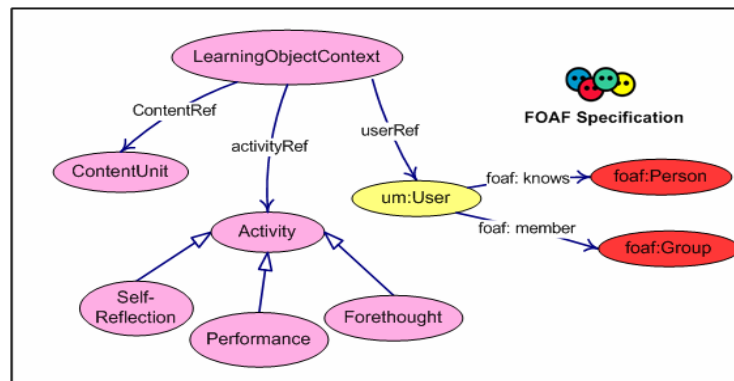 LearningObjectContext
ContentRef
activityRef
userRef
FOAF Specification
ContentUnit
um:User
foaf: knows
foaf:Person
foaf: member
foaf:Group
Activity
Self-
Reflection
Performance
Forethought